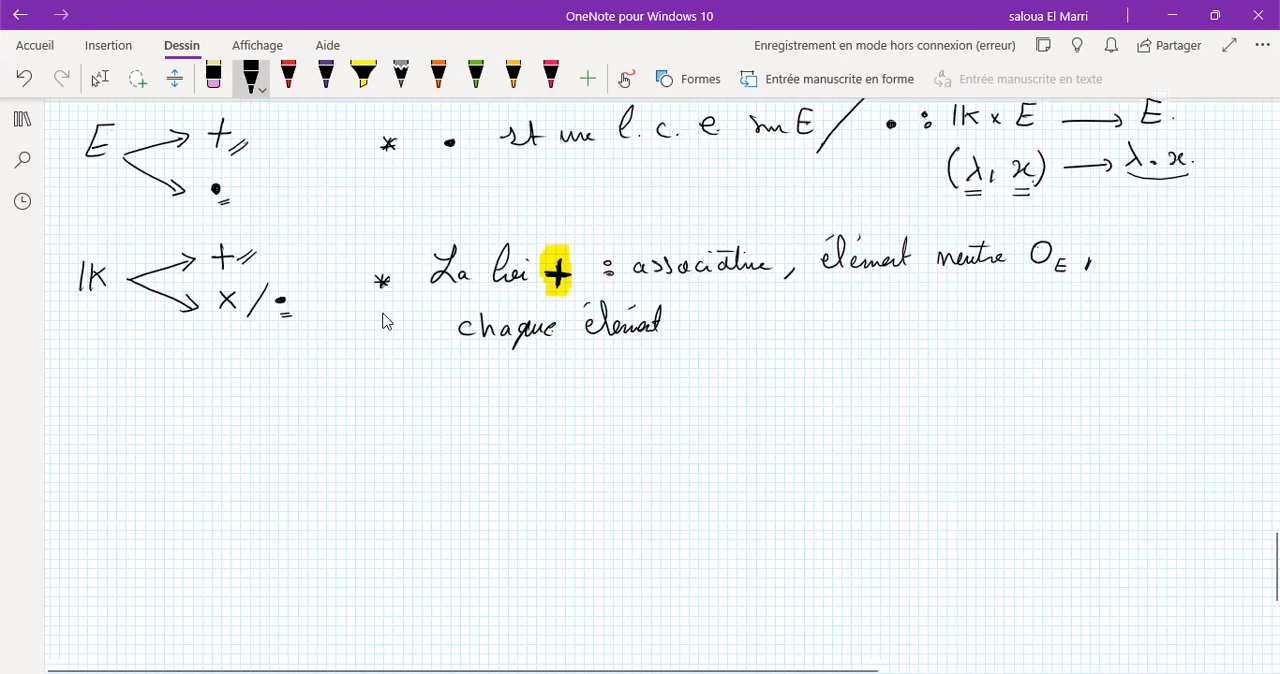 OneNote pour Windows 10
saloua El Marri
Accueil Insertion Dessin Affichage Aide
Enregistrement en mode hors connexion (erreur)
Partager
Formes
Entrée manuscrite en forme
Entrée manuscrite en texte
E → +
→ •
* • st une l. c. e sur E / • : IK x E → E.
(λ, x) → λ . x.
IK → +
→ x / •
* La loi + : associative, élément neutre O_E,
chaque élément